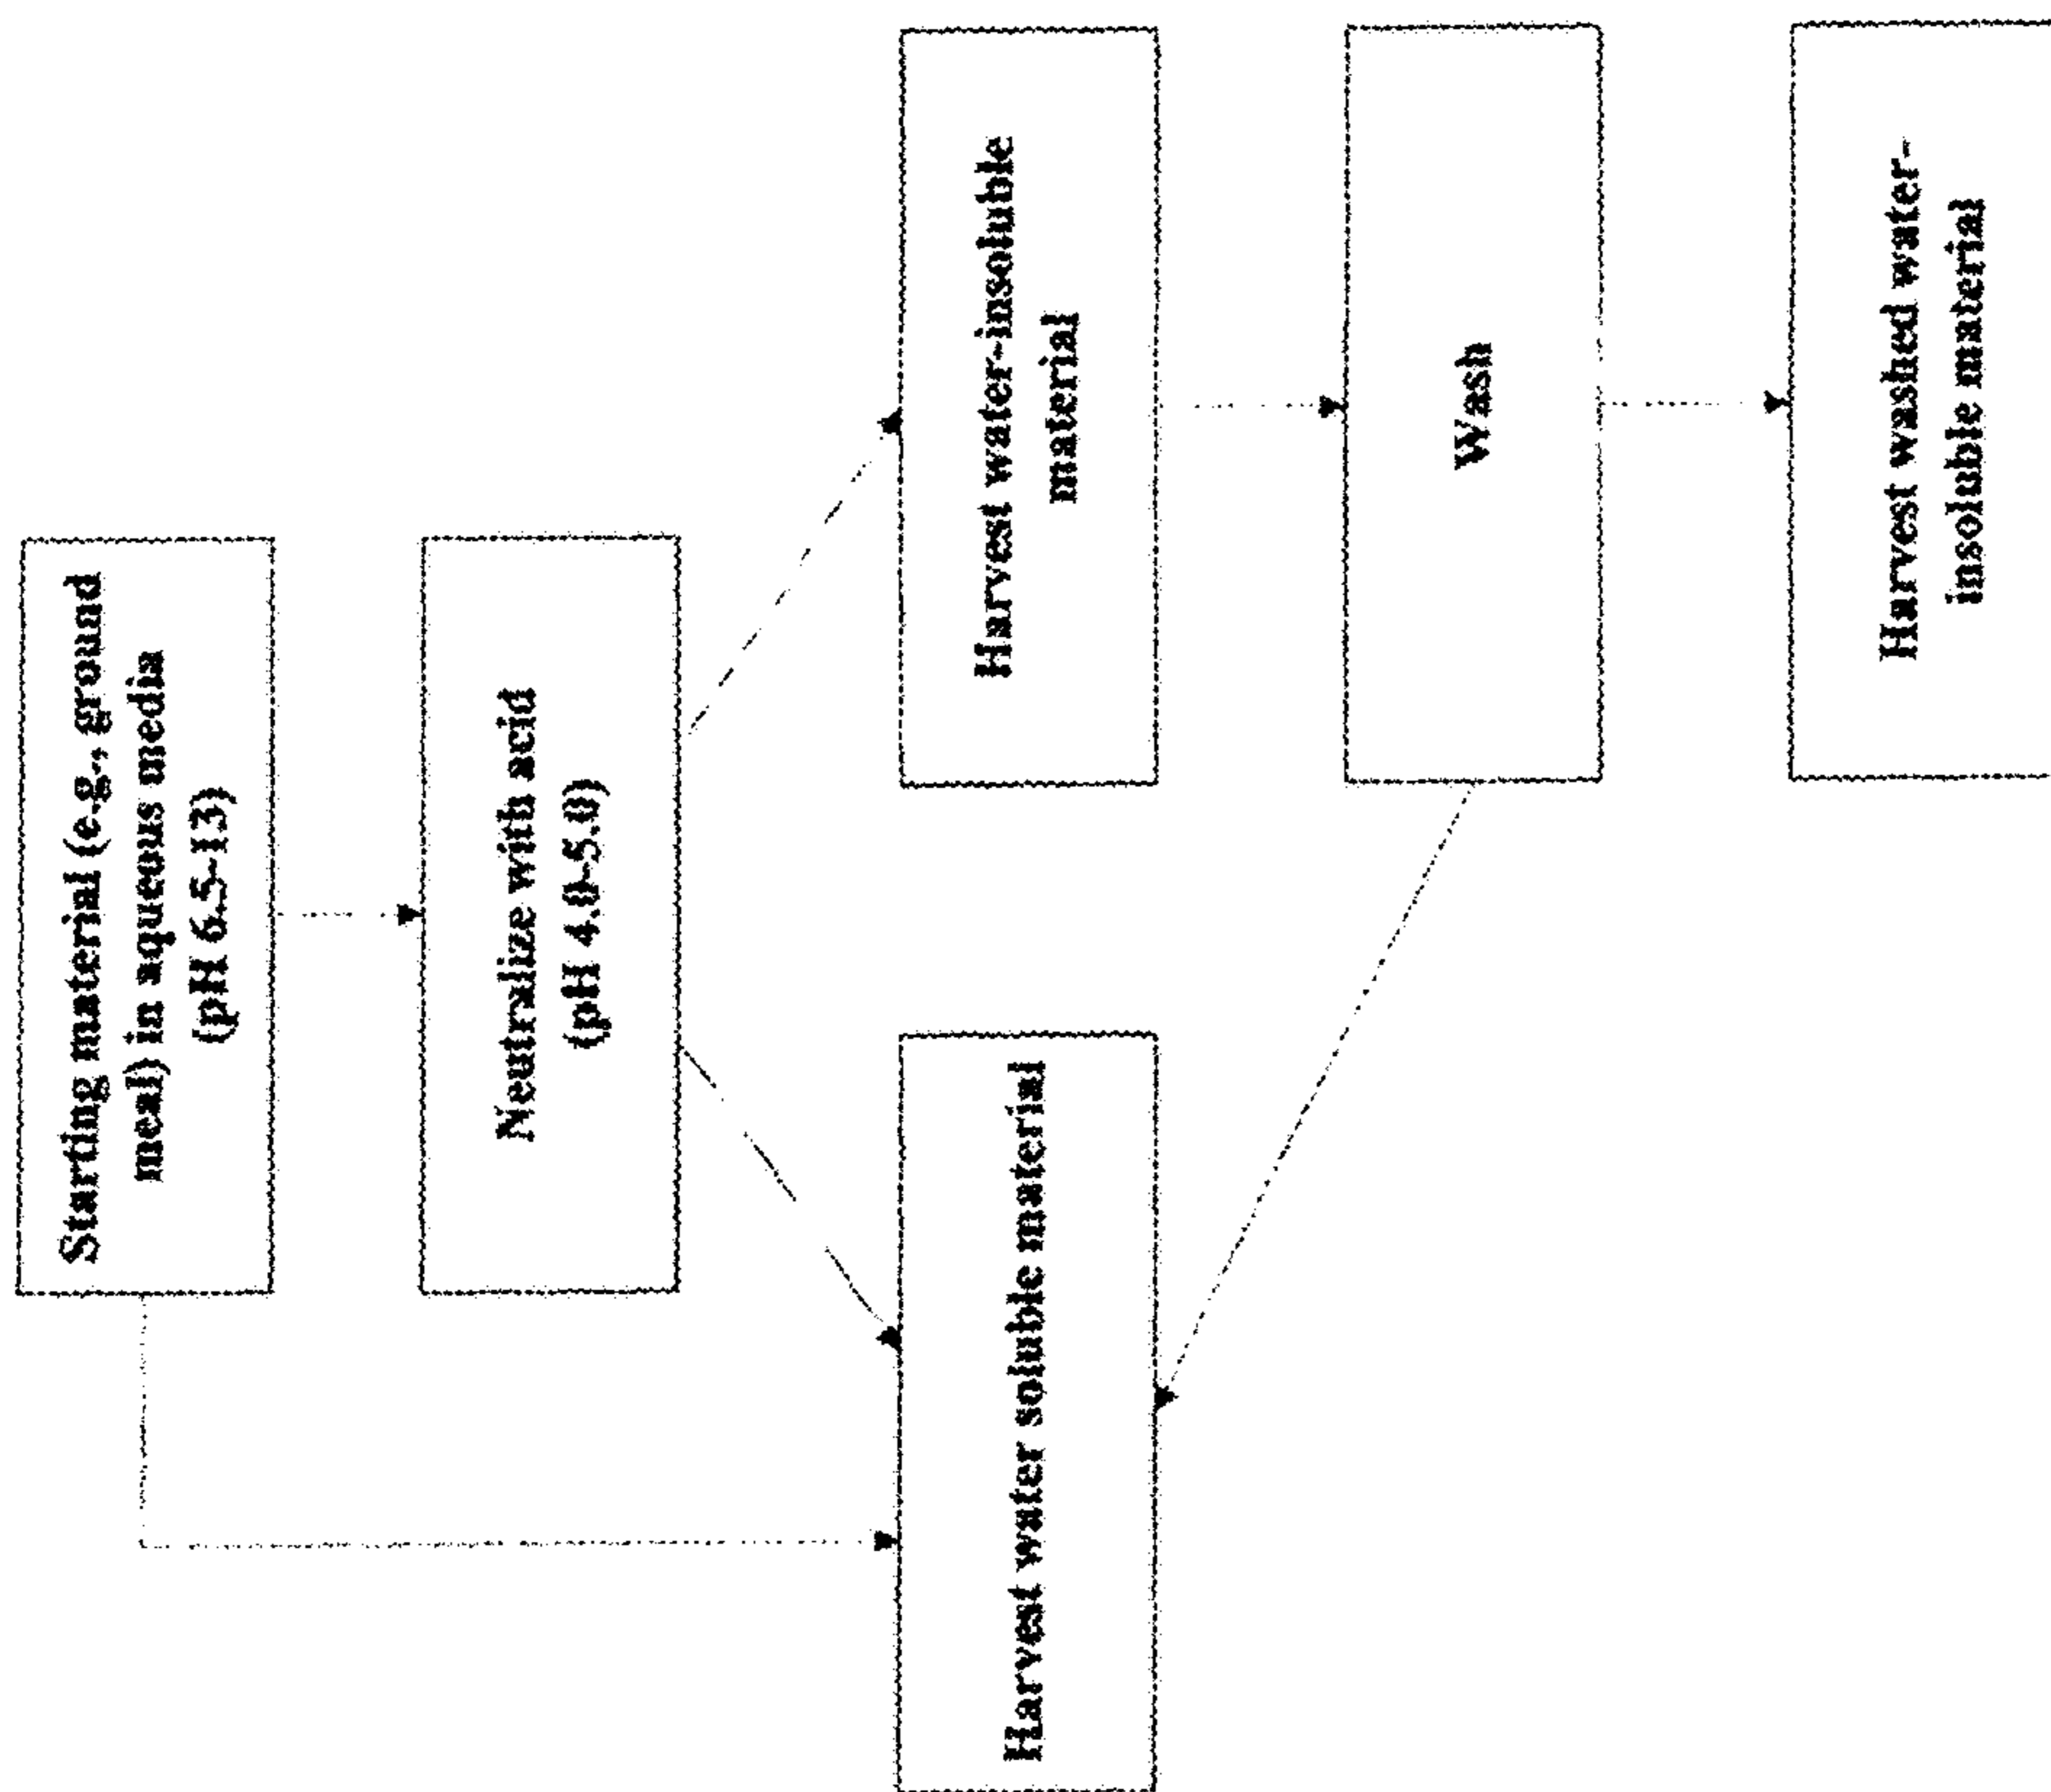 Starting material (e.g., ground
meal) in aqueous media
(pH 6.5-13)
Neutralize with acid
(pH 4.0-5.0)
Harvest water soluble material
Harvest water-insoluble
material
Wash
Harvest washed water-
insoluble material